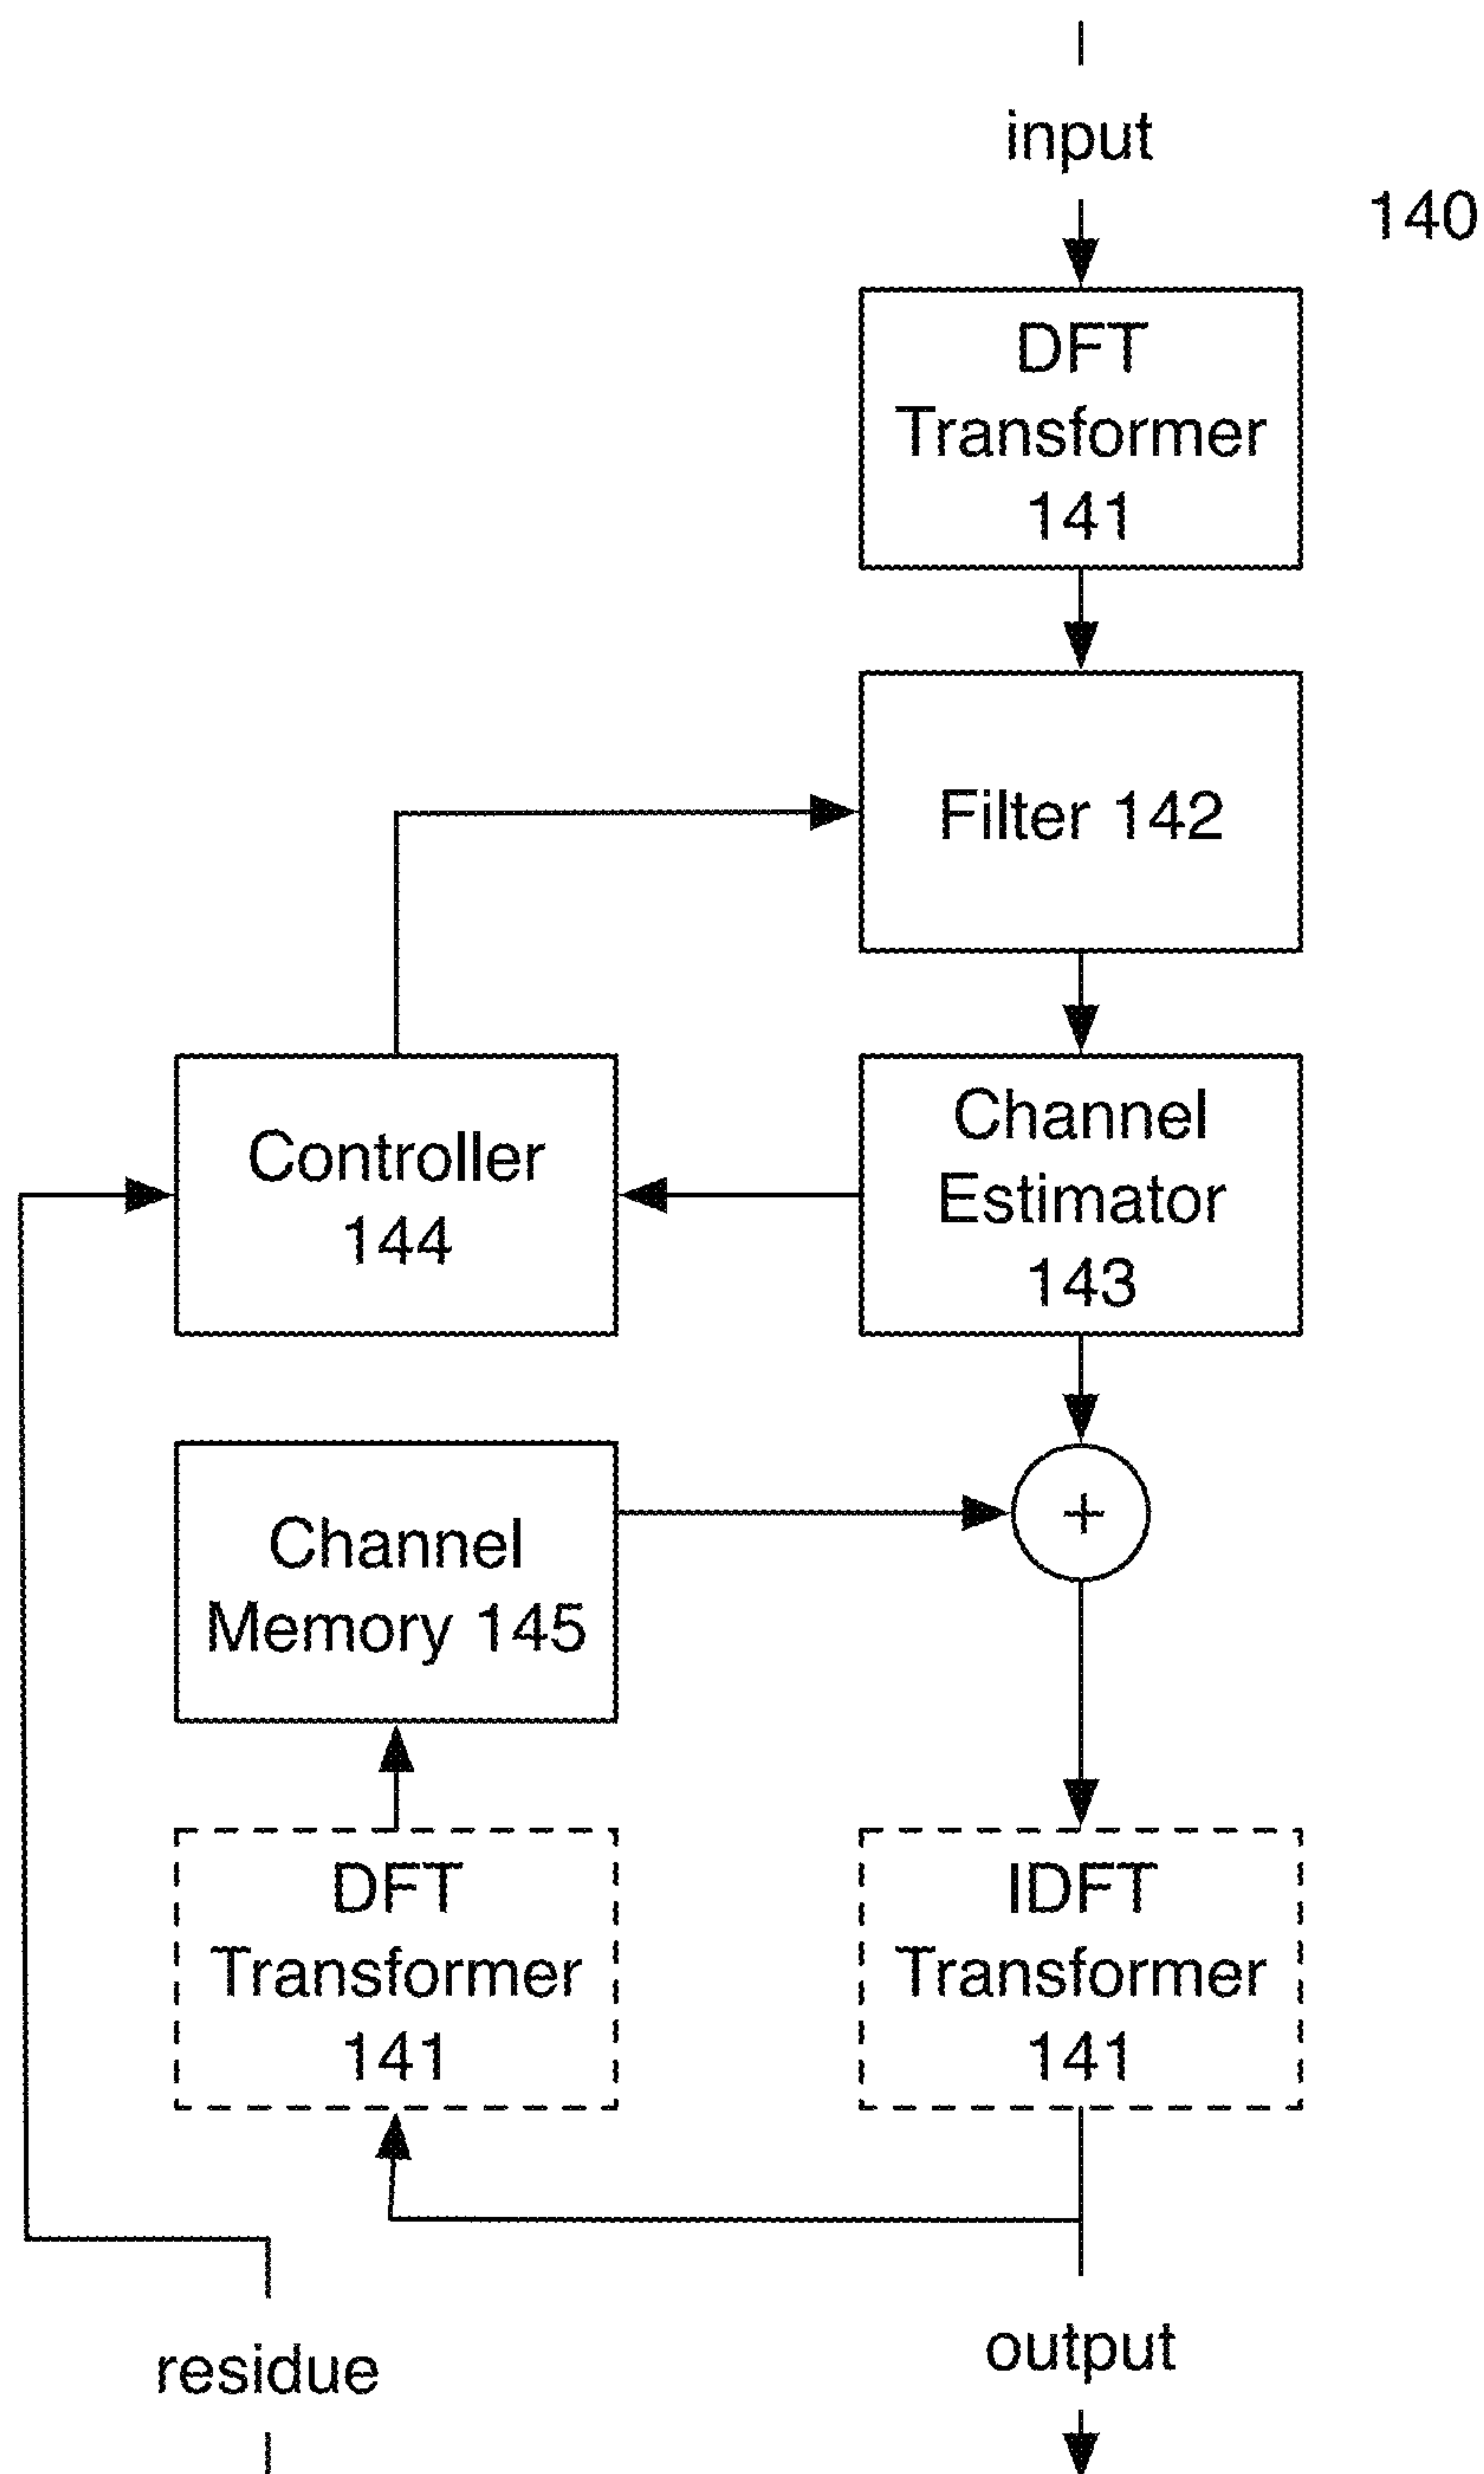 input
140
DFT
Transformer
141
Filter 142
Controller
144
Channel
Estimator
143
Channel
Memory 145
+
DFT
Transformer
141
IDFT
Transformer
141
residue
output